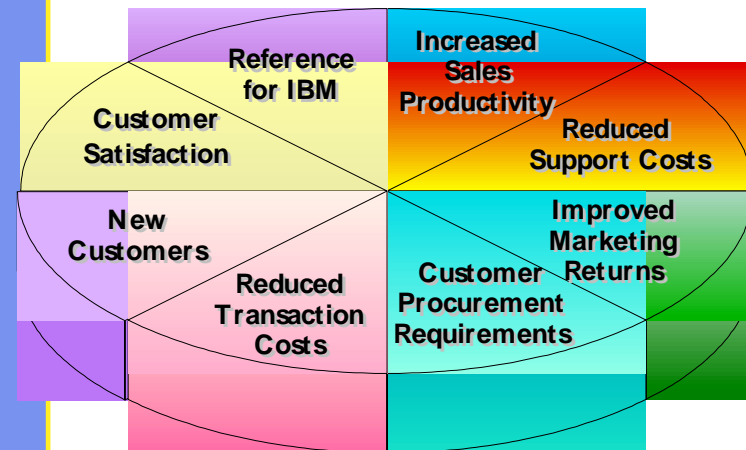 Reference
for IBM
Increased
Sales
Productivity
Customer
Satisfaction
Reduced
Support Costs
New
Customers
Improved
Marketing
Returns
Reduced
Transaction
Costs
Customer
Procurement
Requirements